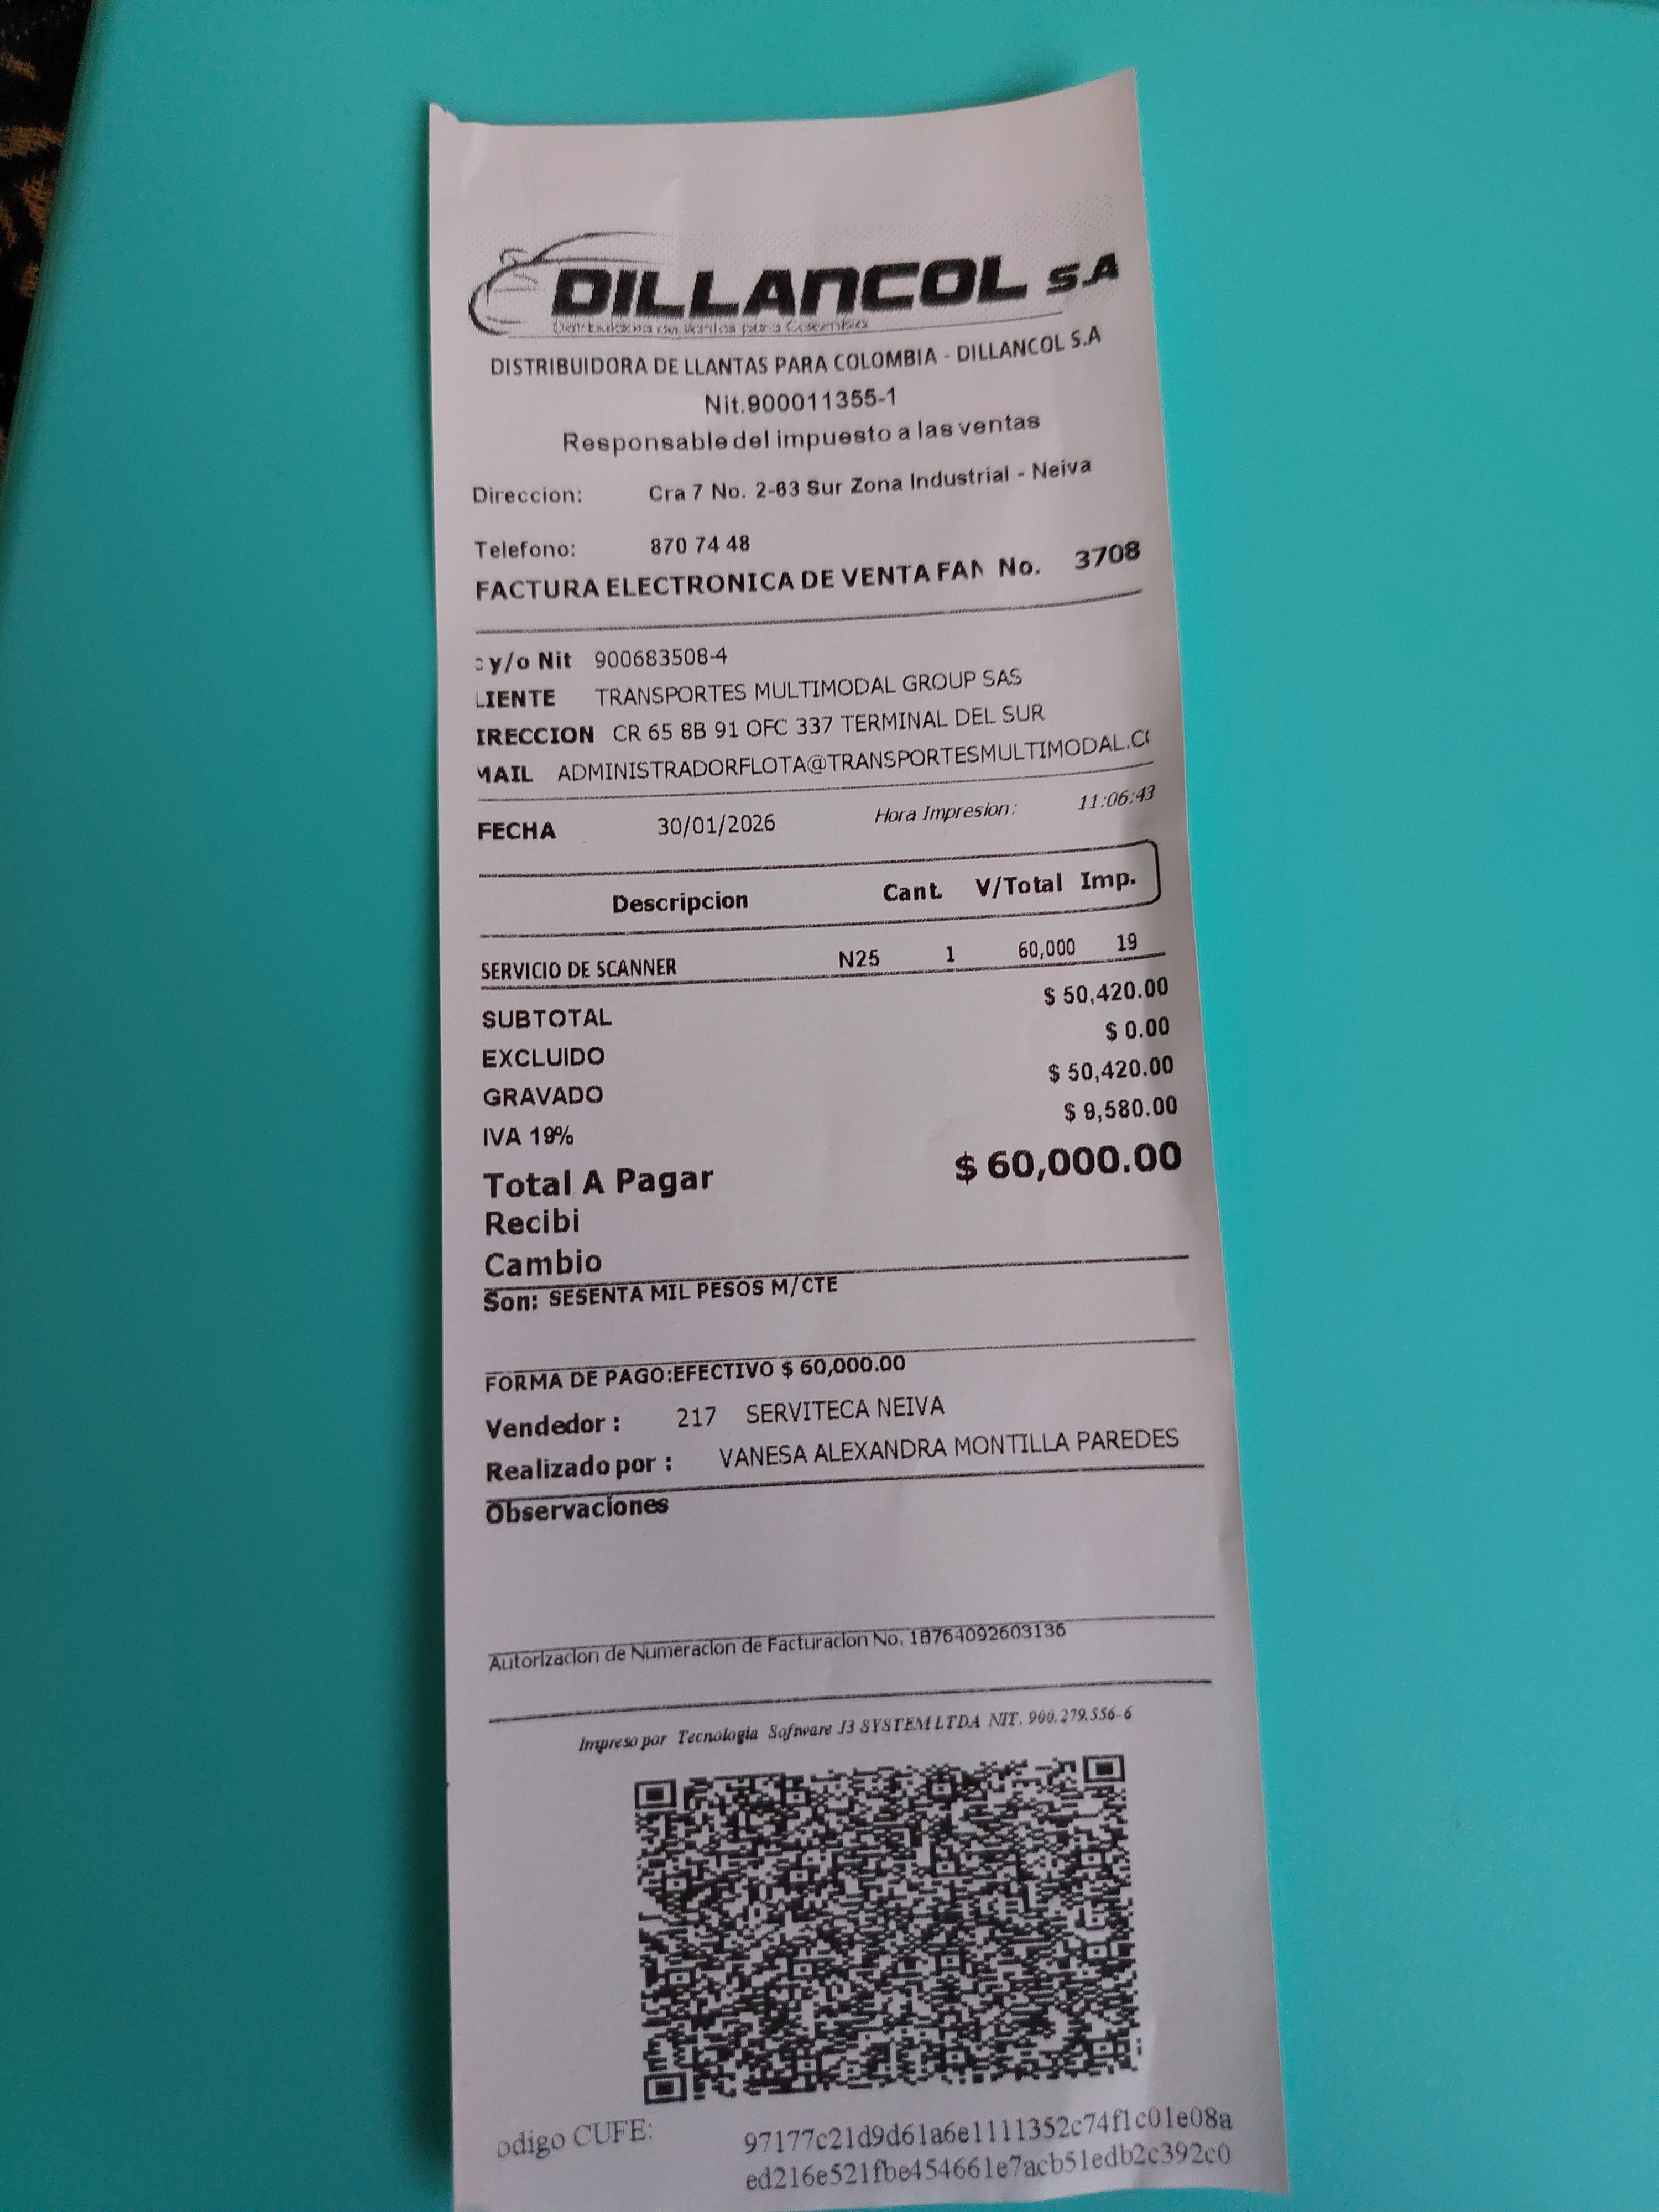 DILLANCOL S.A
Distribuidora de llantas para Colombia
DISTRIBUIDORA DE LLANTAS PARA COLOMBIA - DILLANCOL S.A
Nit.900011355-1
Responsable del impuesto a las ventas
Direccion: Cra 7 No. 2-63 Sur Zona Industrial - Neiva
Telefono: 870 74 48
FACTURA ELECTRONICA DE VENTA FAN No. 3708
y/o Nit 900683508-4
LIENTE TRANSPORTES MULTIMODAL GROUP SAS
IRECCION CR 65 8B 91 OFC 337 TERMINAL DEL SUR
MAIL ADMINISTRADORFLOTA@TRANSPORTESMULTIMODAL.C
FECHA 30/01/2026 Hora Impresion: 11:06:43
Descripcion Cant. V/Total Imp.
SERVICIO DE SCANNER N25 1 60,000 19
SUBTOTAL $ 50,420.00
EXCLUIDO $ 0.00
GRAVADO $ 50,420.00
IVA 19% $ 9,580.00
Total A Pagar $ 60,000.00
Recibi
Cambio
Son: SESENTA MIL PESOS M/CTE
FORMA DE PAGO:EFECTIVO $ 60,000.00
Vendedor : 217 SERVITECA NEIVA
Realizado por : VANESA ALEXANDRA MONTILLA PAREDES
Observaciones
Autorizacion de Numeracion de Facturacion No. 18764092603136
Impreso por Tecnologia Software J3 SYSTEM LTDA NIT. 900.279.556-6
odigo CUFE: 97177c21d9d61a6e1111352c74f1c01e08a
ed216e521fbe454661e7acb51edb2c392c0